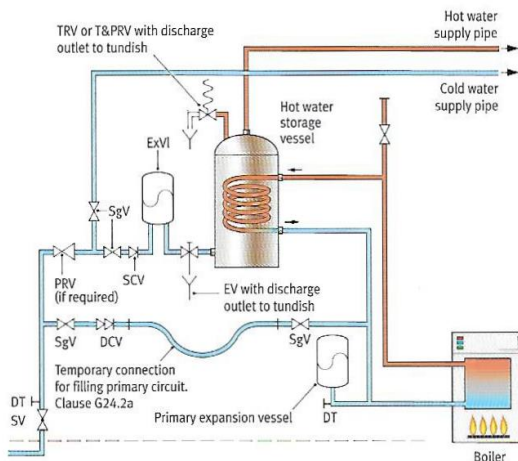 Hot water
supply pipe
TRV or T&PRV with discharge
outlet to tundish
Cold water
supply pipe
Hot water
storage
vessel
ExVl
SgV
SCV
PRV
(if required)
EV with discharge
outlet to tundish
SgV
DCV
SgV
Temporary connection
for filling primary circuit.
Clause G24.2a
DT
SV
Primary expansion vessel
DT
Boiler